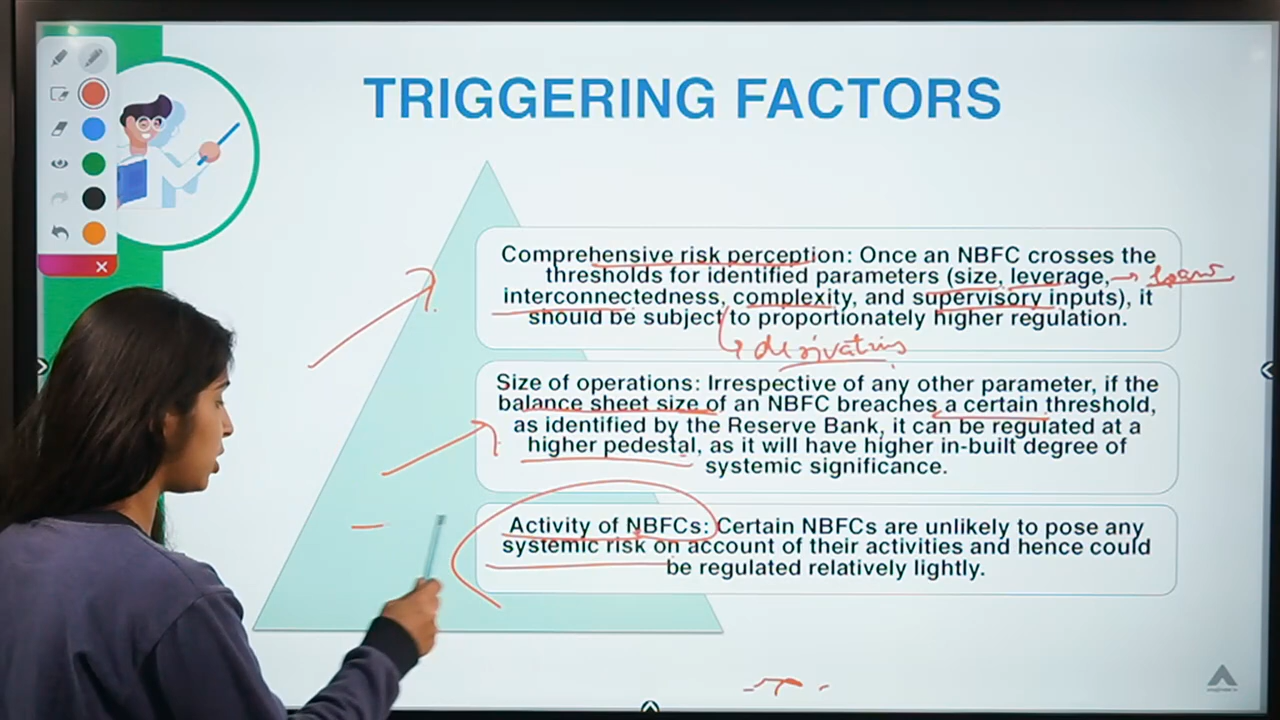 TRIGGERING FACTORS
Comprehensive risk perception: Once an NBFC crosses the
thresholds for identified parameters (size, leverage,
interconnectedness, complexity, and supervisory inputs), it
should be subject to proportionately higher regulation.
derivatives
Size of operations: Irrespective of any other parameter, if the
balance sheet size of an NBFC breaches a certain threshold,
as identified by the Reserve Bank, it can be regulated at a
higher pedestal, as it will have higher in-built degree of
systemic significance.
Activity of NBFCs: Certain NBFCs are unlikely to pose any
systemic risk on account of their activities and hence could
be regulated relatively lightly.